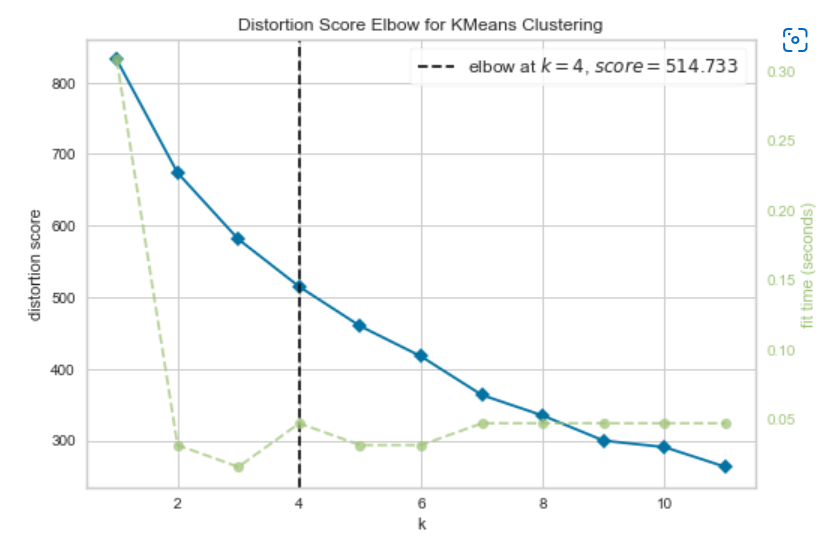 Distortion Score Elbow for KMeans Clustering
elbow at k = 4, score = 514.733
800
700
600
500
400
300
distortion score
0.30
0.25
0.20
0.15
0.10
0.05
fit time (seconds)
2 4 6 8 10
k